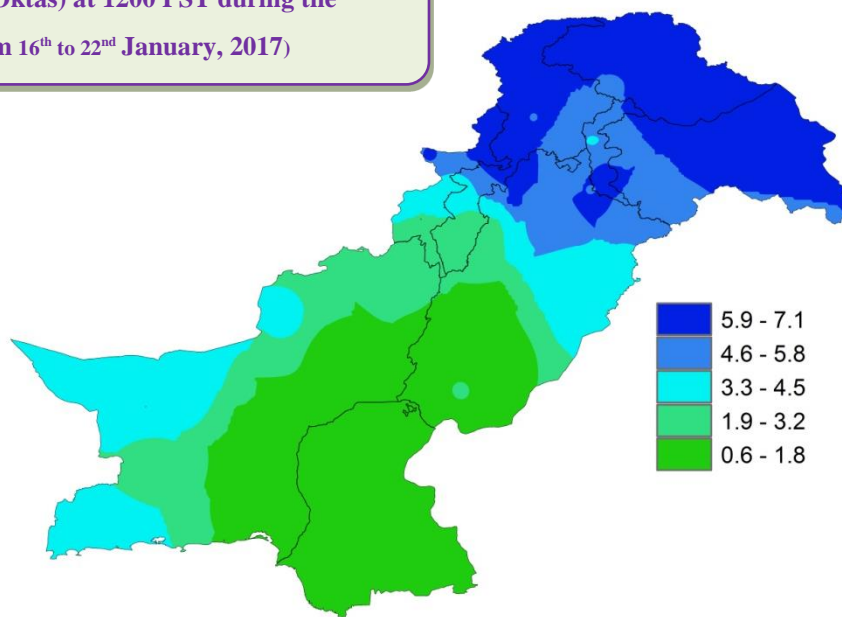 Oktas) at 1200 PST during the
16th to 22nd January, 2017)
5.9 - 7.1
4.6 - 5.8
3.3 - 4.5
1.9 - 3.2
0.6 - 1.8